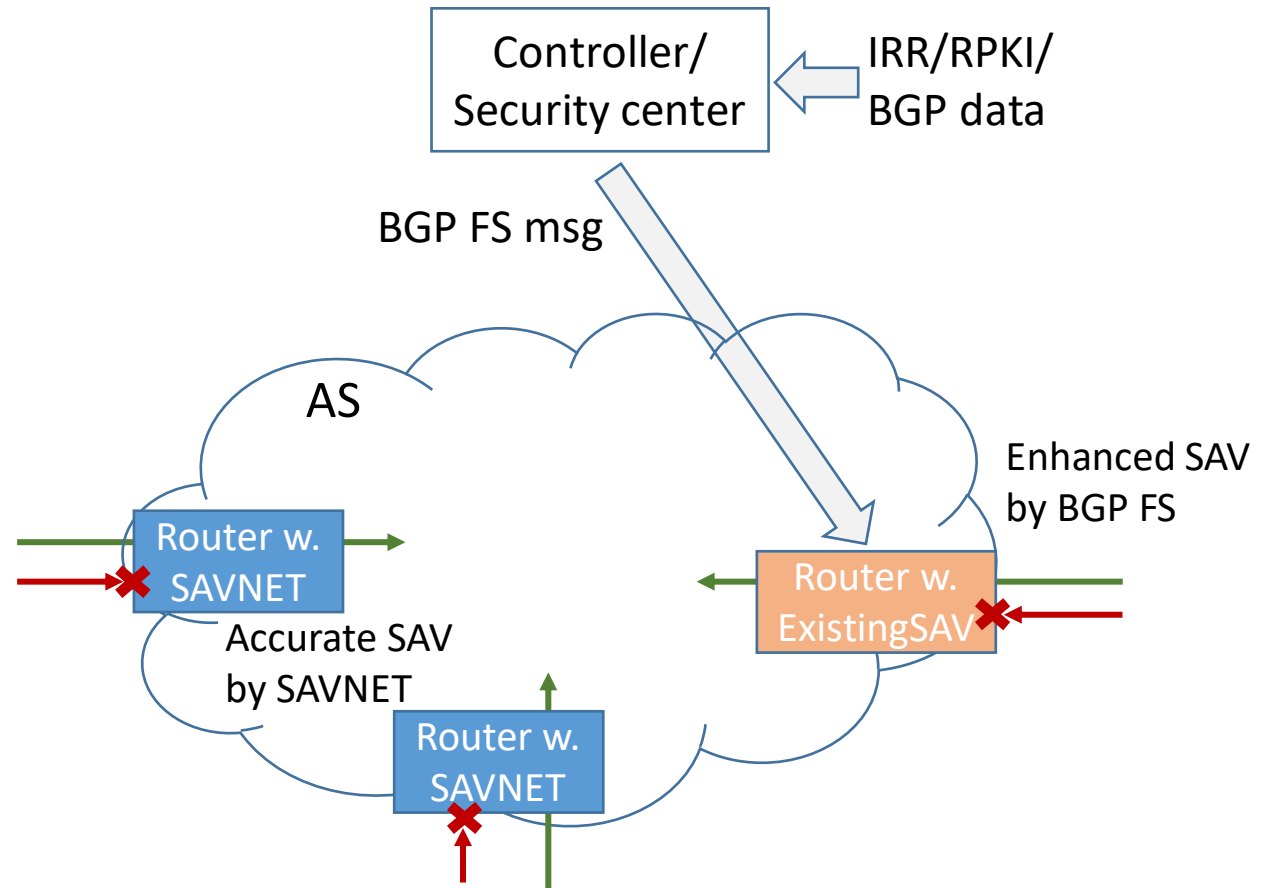 Controller/
Security center
IRR/RPKI/
BGP data
BGP FS msg
AS
Enhanced SAV
by BGP FS
Router w.
SAVNET
Router w.
ExistingSAV
Accurate SAV
by SAVNET
Router w.
SAVNET